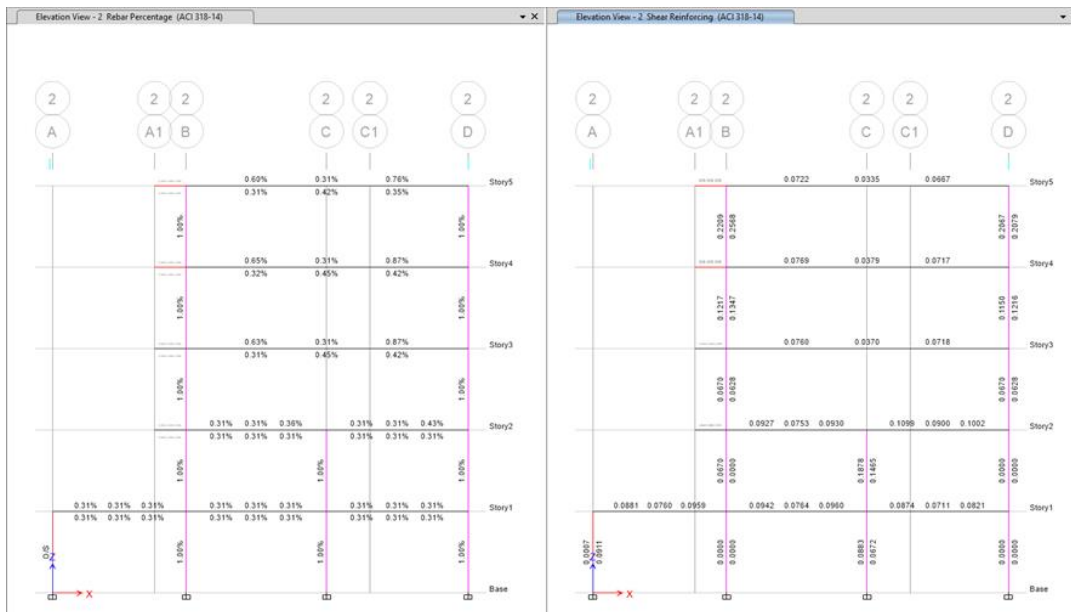 Elevation View - 2 Rebar Percentage (ACI 318-14)
2 2 2 2 2 2
A A1 B C C1 D
0.60% 0.31% 0.76%
Story5
0.31% 0.42% 0.35%
1.00% 1.00%
0.65% 0.31% 0.87%
Story4
0.32% 0.45% 0.42%
1.00% 1.00%
0.63% 0.31% 0.87%
Story3
0.31% 0.45% 0.42%
1.00% 1.00%
0.31% 0.31% 0.36% 0.31% 0.31% 0.43%
Story2
0.31% 0.31% 0.31% 0.31% 0.31% 0.31%
1.00% 1.00% 1.00%
0.31% 0.31% 0.31% 0.31% 0.31% 0.31% 0.31% 0.31% 0.31%
Story1
0.31% 0.31% 0.31% 0.31% 0.31% 0.31% 0.31% 0.31% 0.31%
O/S 1.00% 1.00% 1.00%
Z
X
Base
Elevation View - 2 Shear Reinforcing (ACI 318-14)
2 2 2 2 2 2
A A1 B C C1 D
0.0722 0.0335 0.0667
Story5
0.2209 0.2568 0.2067 0.2079
0.0769 0.0379 0.0717
Story4
0.1217 0.1347 0.1150 0.1216
0.0760 0.0370 0.0718
Story3
0.0670 0.0628 0.0670 0.0628
0.0927 0.0753 0.0930 0.1099 0.0900 0.1002
Story2
0.0670 0.0000 0.1878 0.1465 0.0000 0.0000
0.0881 0.0760 0.0959 0.0942 0.0764 0.0960 0.0874 0.0711 0.0821
Story1
0.0007 0.0911 0.0000 0.0000 0.0883 0.0672 0.0000 0.0000
Z
X
Base